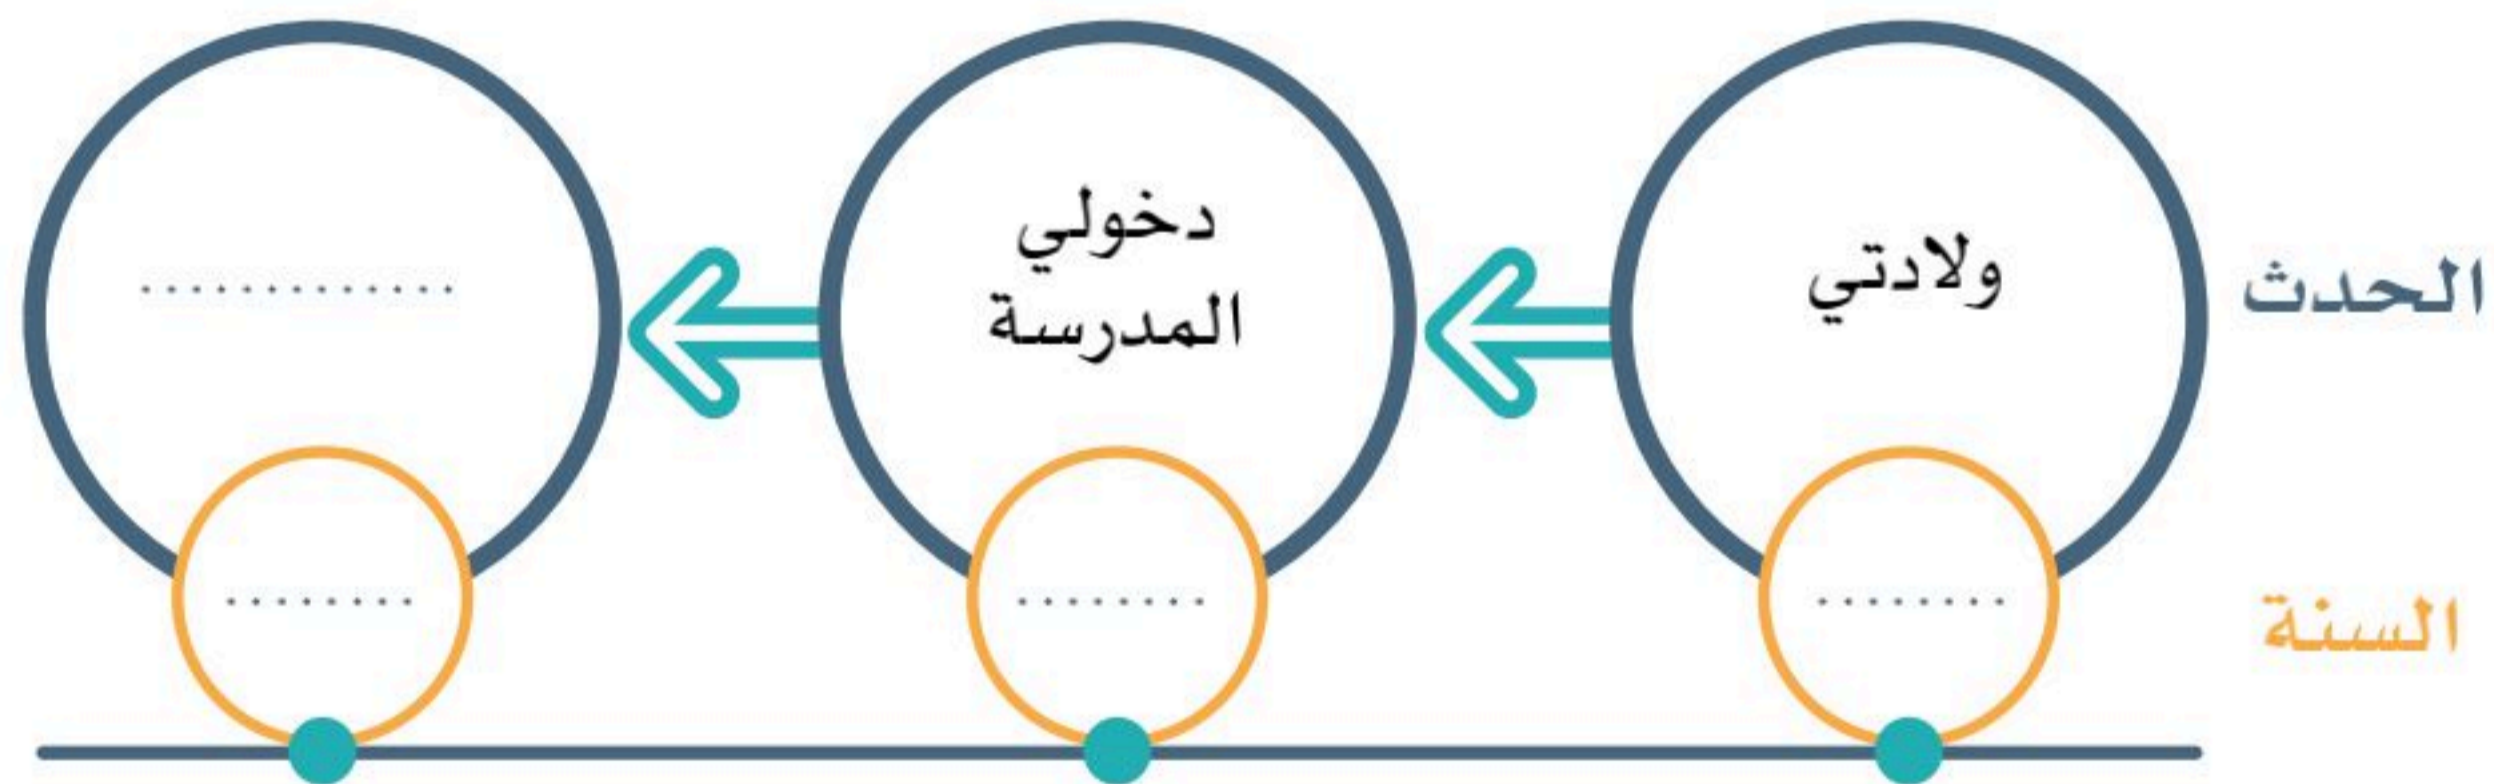 الحدث
ولادتي
دخولي
المدرسة
.............
السنة
........
........
........